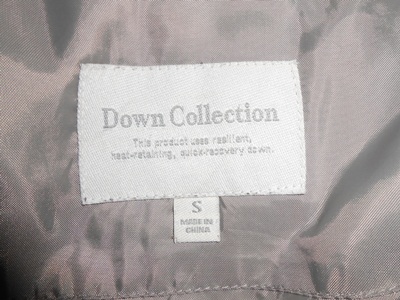 Down Collection
This product uses resilient,
heat-retaining, quick-recovery down.
S
MADE IN
CHINA